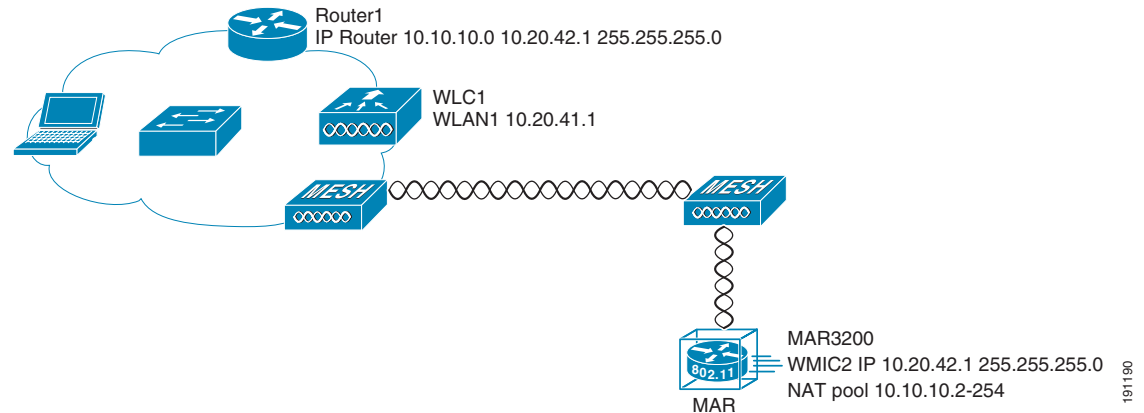 Router1
IP Router 10.10.10.0 10.20.42.1 255.255.255.0
WLC1
WLAN1 10.20.41.1
MESH
MESH
MAR3200
WMIC2 IP 10.20.42.1 255.255.255.0
NAT pool 10.10.10.2-254
802.11
MAR
191190